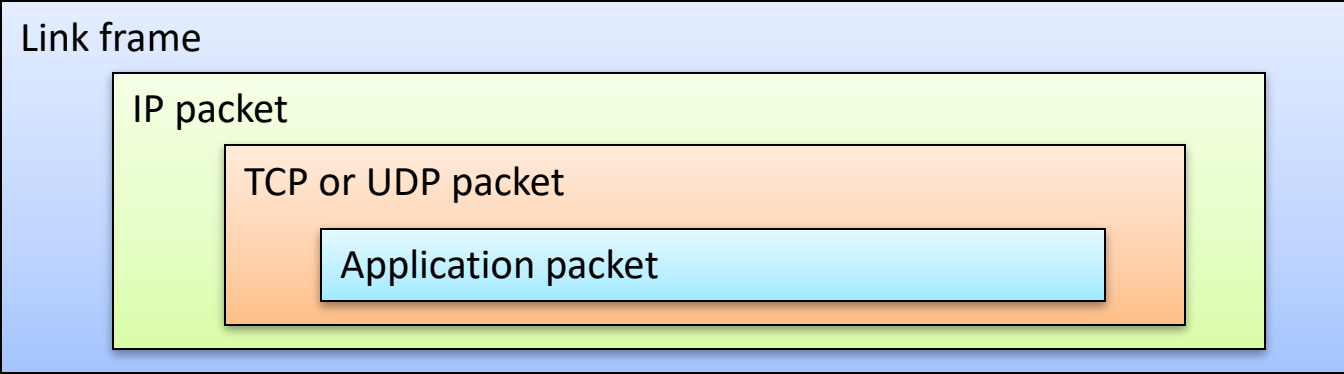 Link frame
IP packet
TCP or UDP packet
Application packet